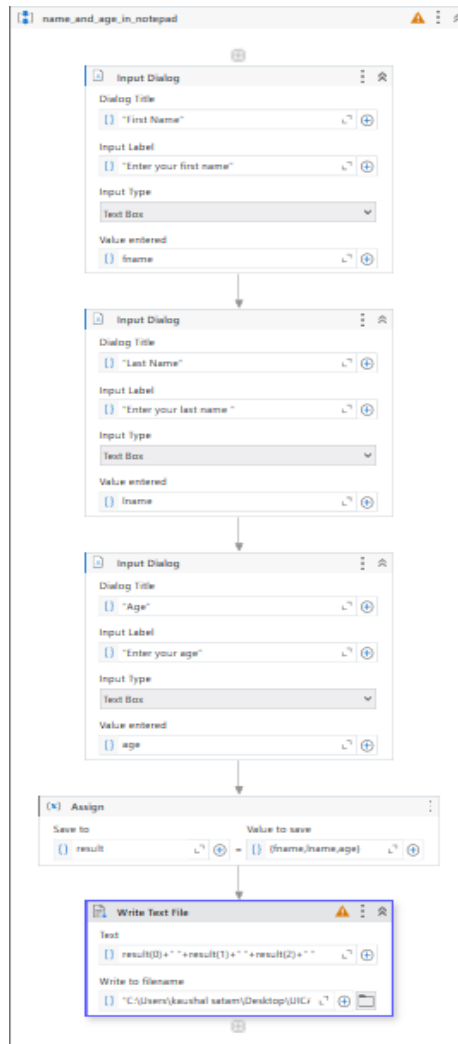 name_and_age_in_notepad
Input Dialog
Dialog Title
"First Name"
Input Label
"Enter your first name"
Input Type
Text Box
Value entered
fname
Input Dialog
Dialog Title
"Last Name"
Input Label
"Enter your last name "
Input Type
Text Box
Value entered
lname
Input Dialog
Dialog Title
"Age"
Input Label
"Enter your age"
Input Type
Text Box
Value entered
age
Assign
Save to Value to save
result = {fname,lname,age}
Write Text File
Text
result(0)+" "+result(1)+" "+result(2)+" "
Write to filename
"C:\Users\kaushal satam\Desktop\UIC